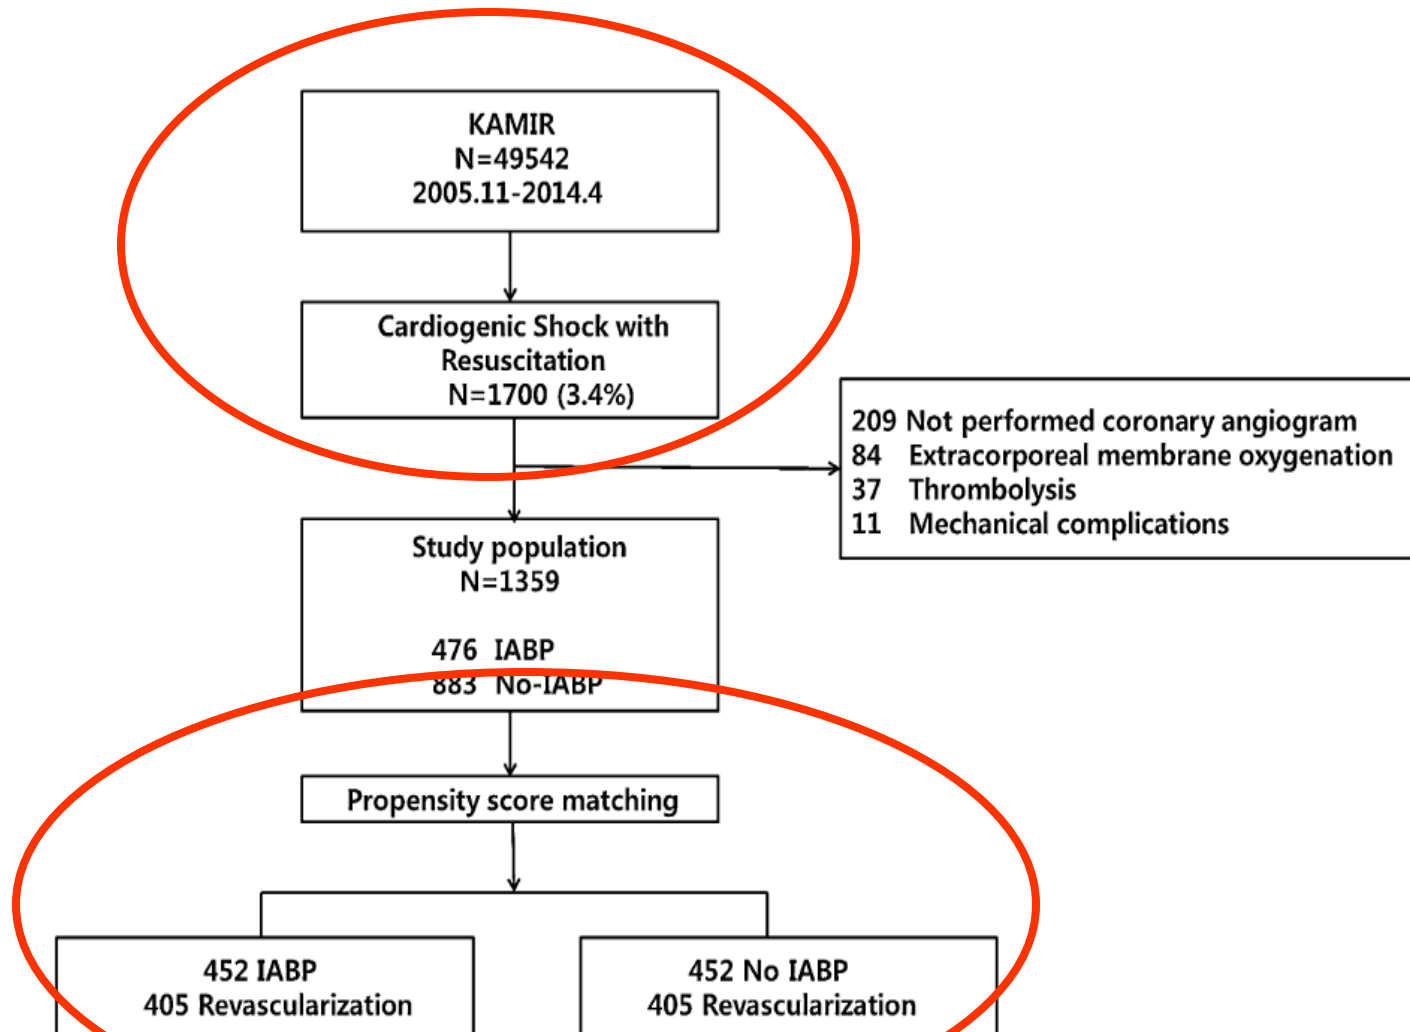 KAMIR
N=49542
2005.11-2014.4
Cardiogenic Shock with
Resuscitation
N=1700 (3.4%)
209 Not performed coronary angiogram
84 Extracorporeal membrane oxygenation
37 Thrombolysis
11 Mechanical complications
Study population
N=1359
476 IABP
883 No-IABP
Propensity score matching
452 IABP
405 Revascularization
452 No IABP
405 Revascularization